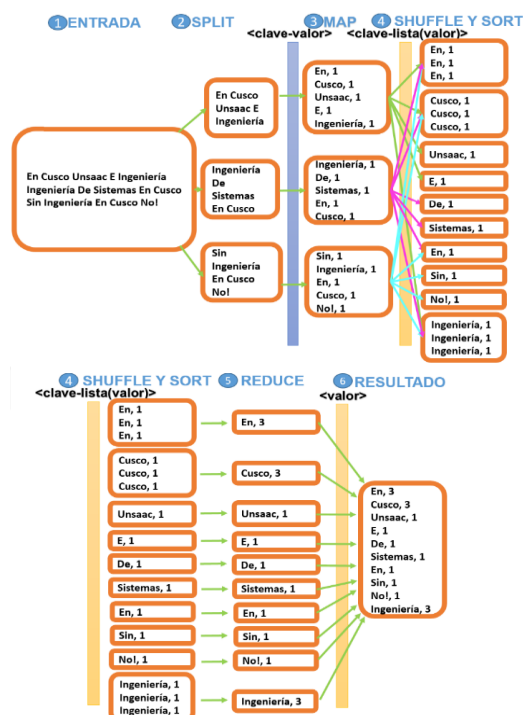 1 ENTRADA
2 SPLIT
3 MAP
4 SHUFFLE Y SORT
<clave-valor>
<clave-lista(valor)>
En Cusco Unsaac E Ingeniería
Ingeniería De Sistemas En Cusco
Sin Ingeniería En Cusco No!
En Cusco
Unsaac E
Ingeniería
Ingeniería
De
Sistemas
En Cusco
Sin
Ingeniería
En Cusco
No!
En, 1
Cusco, 1
Unsaac, 1
E, 1
Ingeniería, 1
Ingeniería, 1
De, 1
Sistemas, 1
En, 1
Cusco, 1
Sin, 1
Ingeniería, 1
En, 1
Cusco, 1
No!, 1
En, 1
En, 1
En, 1
Cusco, 1
Cusco, 1
Cusco, 1
Unsaac, 1
E, 1
De, 1
Sistemas, 1
En, 1
Sin, 1
No!, 1
Ingeniería, 1
Ingeniería, 1
Ingeniería, 1
4 SHUFFLE Y SORT
5 REDUCE
6 RESULTADO
<clave-lista(valor)>
<valor>
En, 1
En, 1
En, 1
Cusco, 1
Cusco, 1
Cusco, 1
Unsaac, 1
E, 1
De, 1
Sistemas, 1
En, 1
Sin, 1
No!, 1
Ingeniería, 1
Ingeniería, 1
Ingeniería, 1
En, 3
Cusco, 3
Unsaac, 1
E, 1
De, 1
Sistemas, 1
En, 1
Sin, 1
No!, 1
Ingeniería, 3
En, 3
Cusco, 3
Unsaac, 1
E, 1
De, 1
Sistemas, 1
En, 1
Sin, 1
No!, 1
Ingeniería, 3